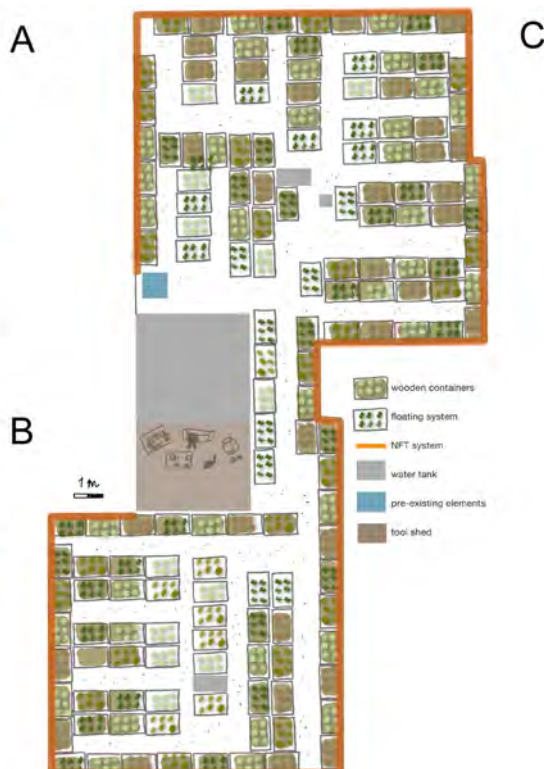 A
C
wooden containers
floating system
NFT system
B
water tank
1 m
pre-existing elements
tool shed